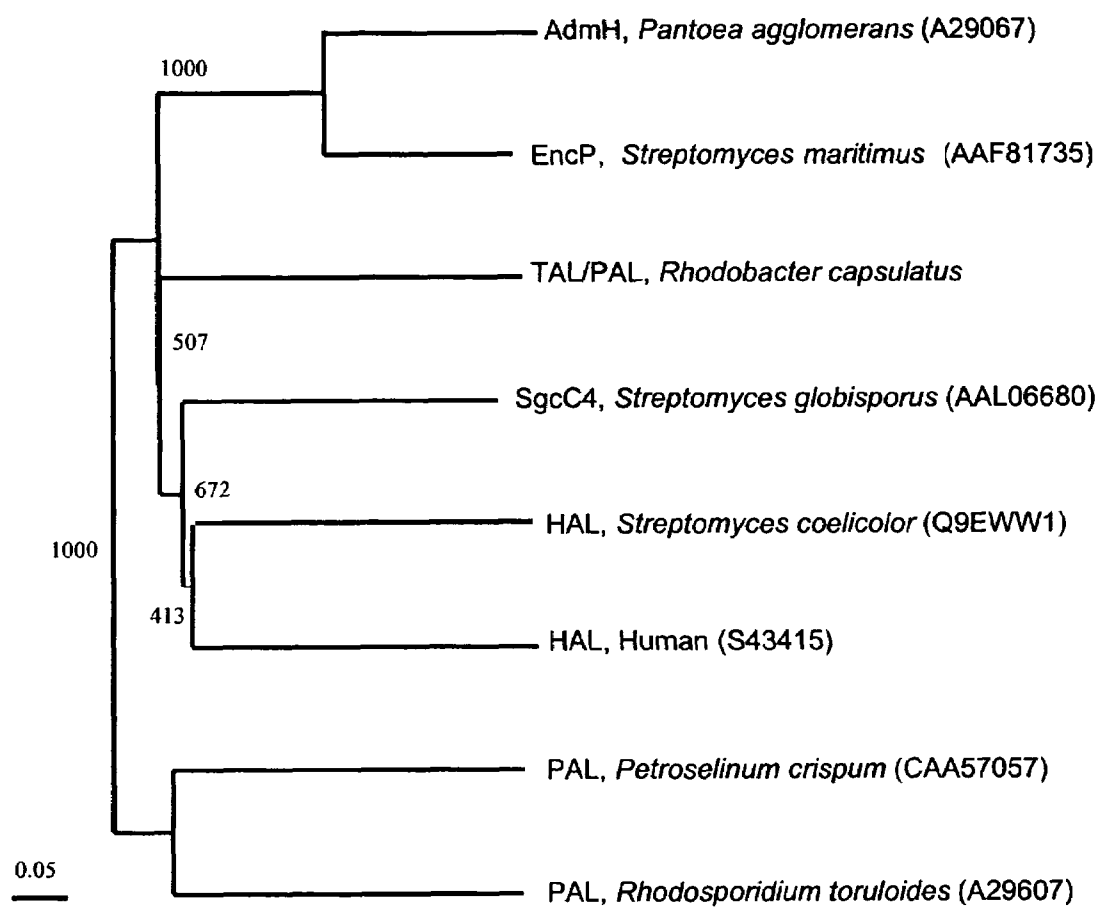 AdmH, Pantoea agglomerans (A29067)
1000
EncP, Streptomyces maritimus (AAF81735)
TAL/PAL, Rhodobacter capsulatus
507
SgcC4, Streptomyces globisporus (AAL06680)
672
HAL, Streptomyces coelicolor (Q9EWW1)
1000
413
HAL, Human (S43415)
PAL, Petroselinum crispum (CAA57057)
0.05
PAL, Rhodosporidium toruloides (A29607)